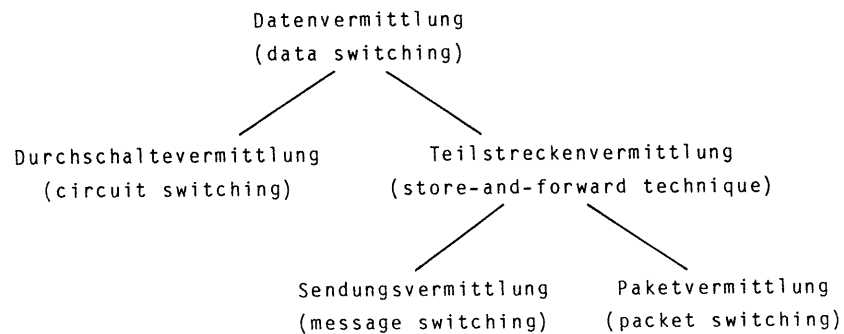 Datenvermittlung
(data switching)
Durchschaltevermittlung
(circuit switching)
Teilstreckenvermittlung
(store-and-forward technique)
Sendungsvermittlung
(message switching)
Paketvermittlung
(packet switching)